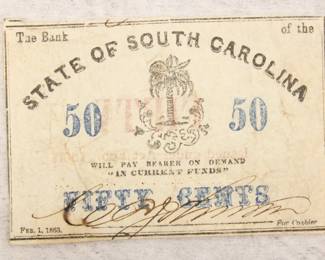 The Bank of the
STATE OF SOUTH CAROLINA
50 50
WILL PAY BEARER ON DEMAND
"IN CURRENT FUNDS"
FIFTY CENTS
FEB. 1, 1863. For Cashier